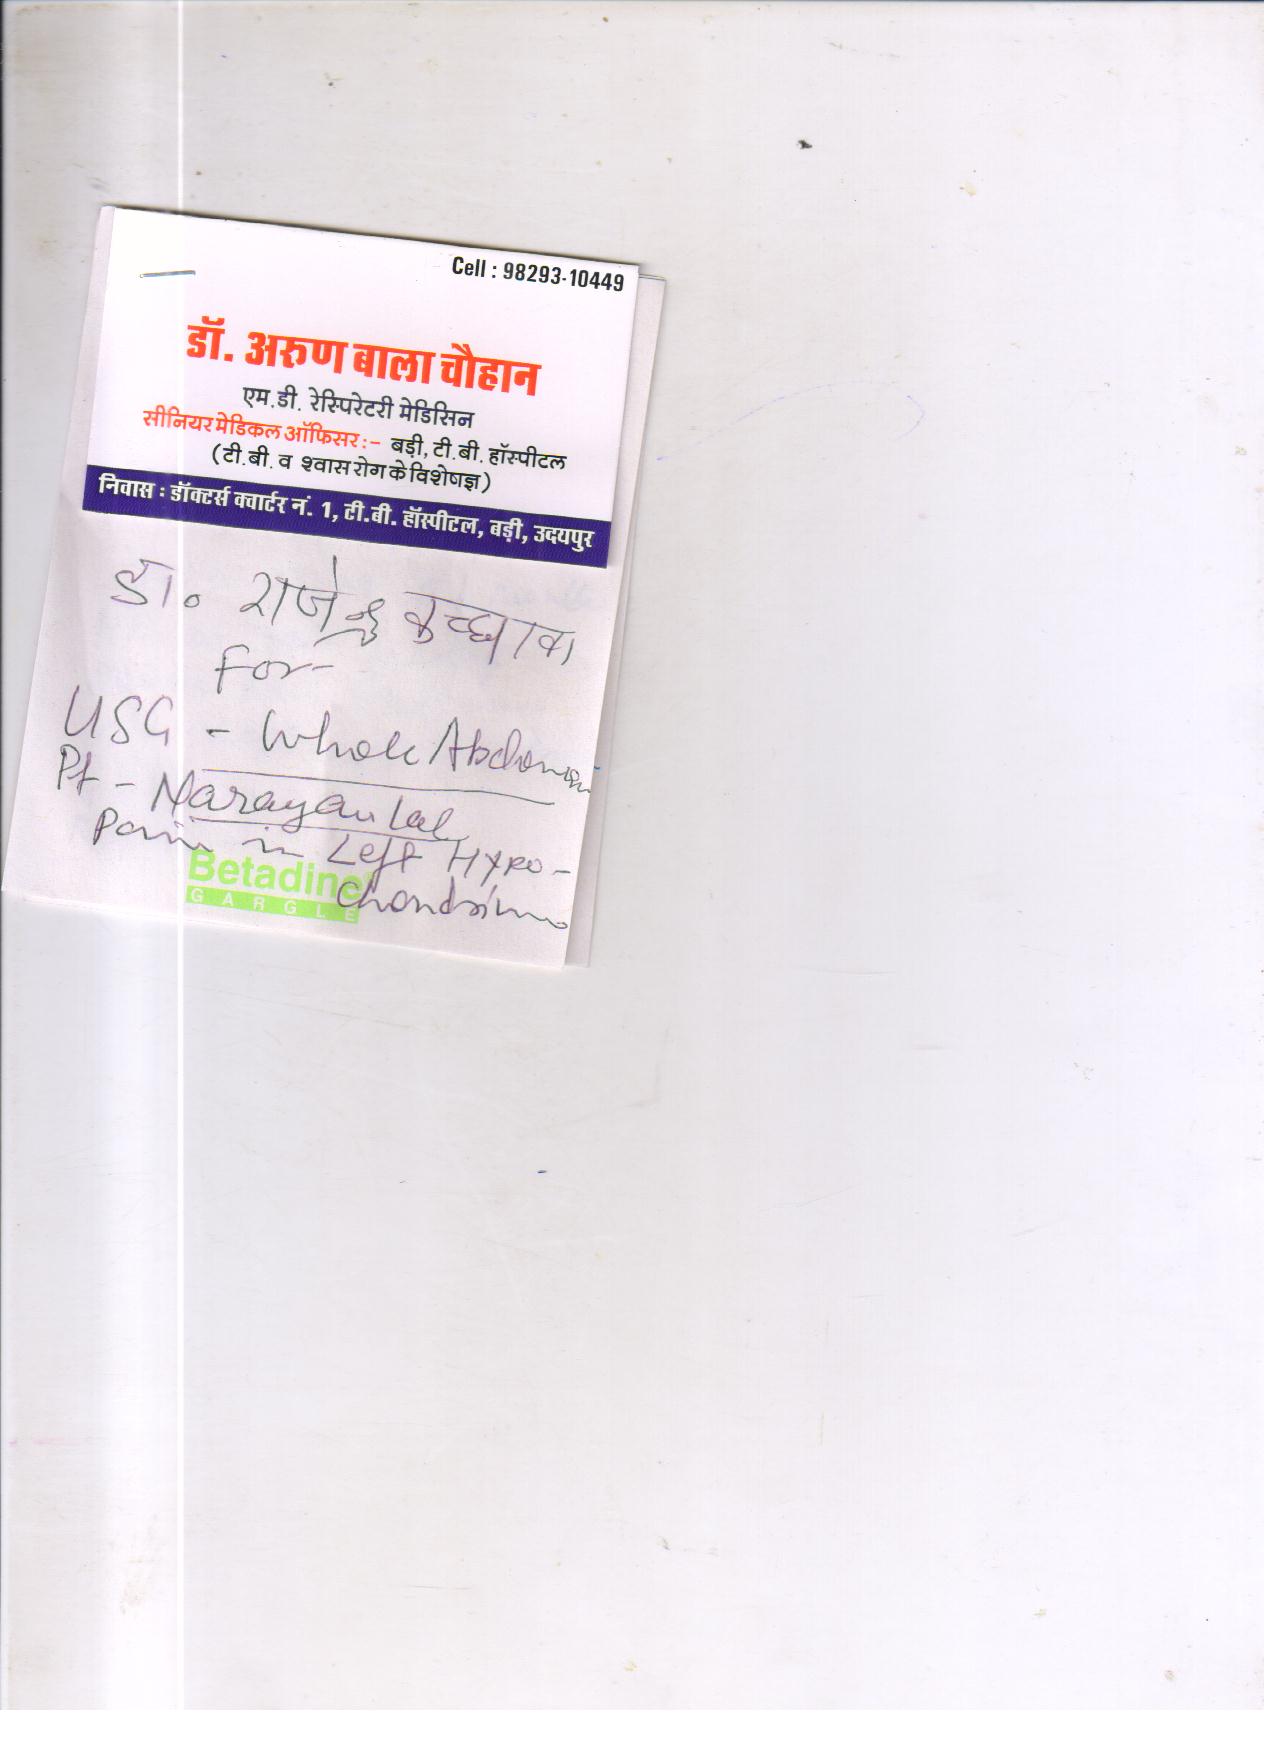 Cell : 98293-10449
डॉ. अरुण बाला चौहान
एम.डी. रेस्पिरेटरी मेडिसिन
सीनियर मेडिकल ऑफिसर :- बड़ी, टी.बी. हॉस्पीटल
(टी.बी. व श्वास रोग के विशेषज्ञ)
निवास : डॉक्टर्स क्वार्टर नं. 1, टी.बी. हॉस्पीटल, बड़ी, उदयपुर
डा. राजेन्द्र कच्छावा
For-
USG - Whole Abdomen
Pt - Narayan Lal
Pain in Left Hypo-
Chondrium
Betadine
GARGLE